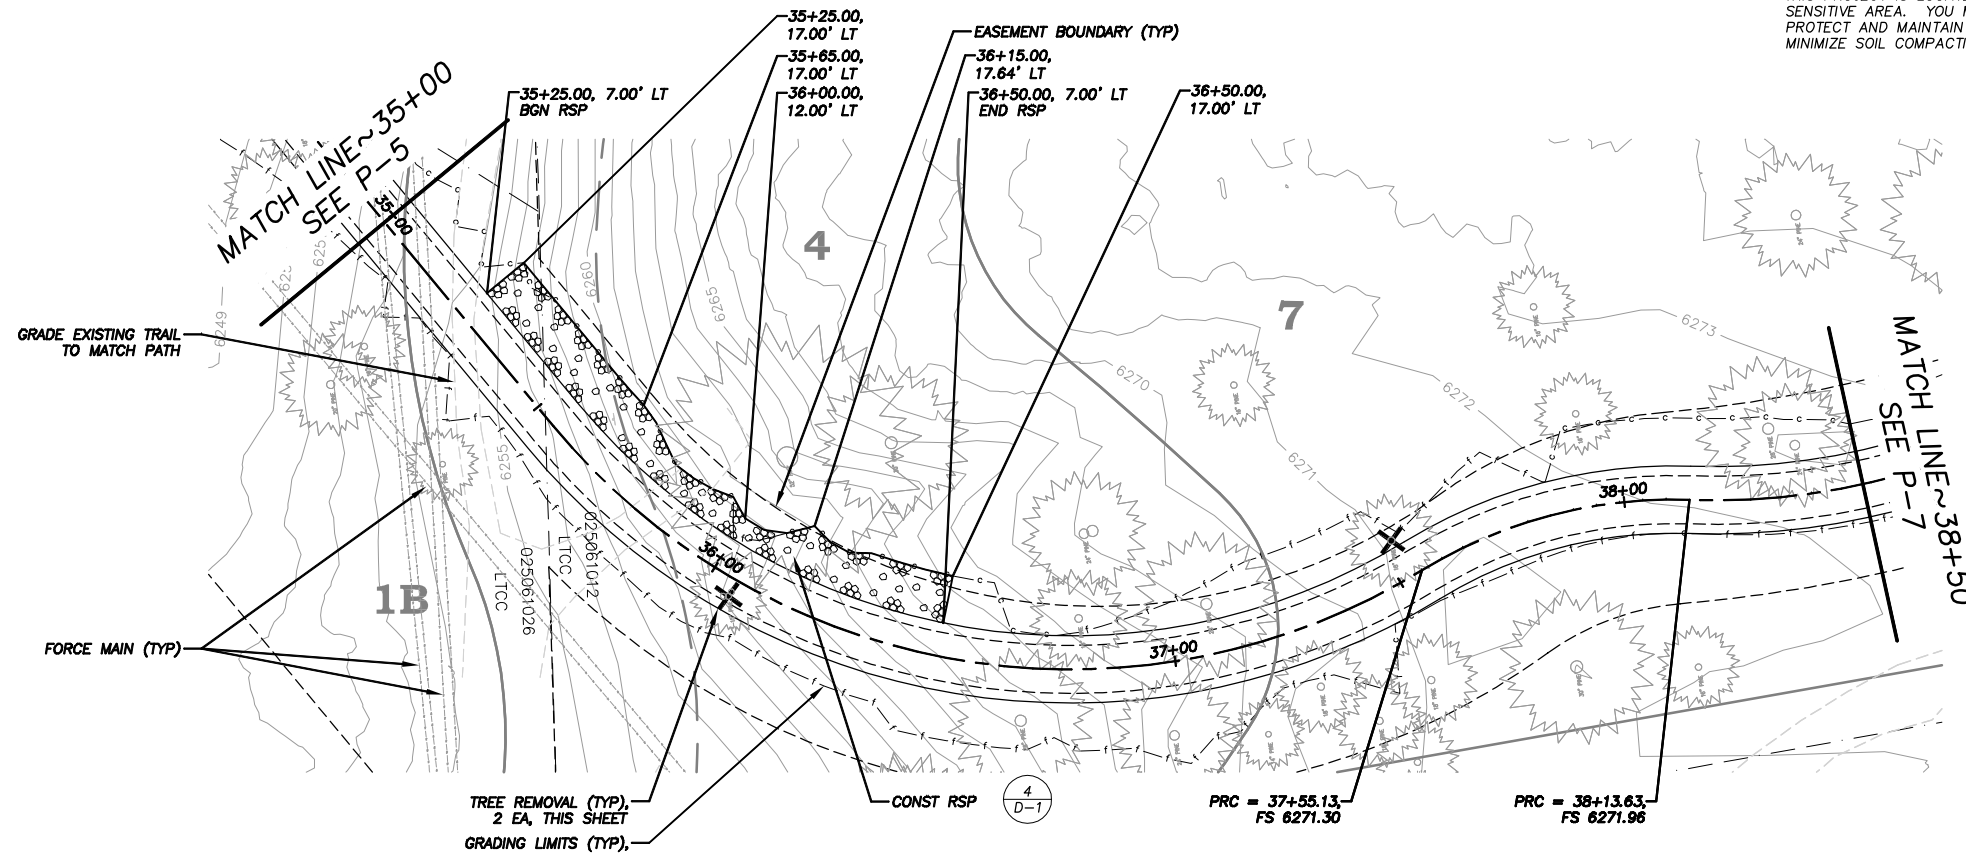 SENSITIVE AREA. YOU
PROTECT AND MAINTAIN
MINIMIZE SOIL COMPACTI
35+25.00,
17.00' LT
35+65.00,
17.00' LT
36+00.00,
12.00' LT
EASEMENT BOUNDARY (TYP)
36+15.00,
17.64' LT
36+50.00, 7.00' LT
END RSP
36+50.00,
17.00' LT
35+25.00, 7.00' LT
BGN RSP
MATCH LINE~35+00
SEE P-5
35+00
4
7
1B
6249
625
625
6255
6260
6265
6270
6271
6272
6273
GRADE EXISTING TRAIL
TO MATCH PATH
FORCE MAIN (TYP)
025061026
LTCC
025061012
LTCC
36+00
37+00
38+00
MATCH LINE~38+50
SEE P-7
TREE REMOVAL (TYP),
2 EA, THIS SHEET
GRADING LIMITS (TYP),
CONST RSP
4
D-1
PRC = 37+55.13,
FS 6271.30
PRC = 38+13.63,
FS 6271.96